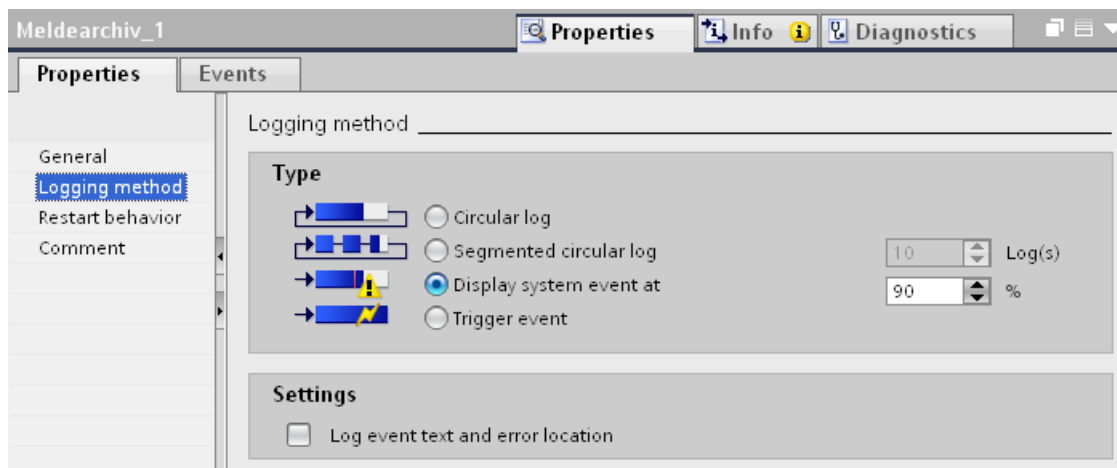 Meldearchiv_1 Properties Info Diagnostics
Properties Events
Logging method
General
Logging method
Restart behavior
Comment
Type
Circular log
Segmented circular log 10 Log(s)
Display system event at 90 %
Trigger event
Settings
Log event text and error location